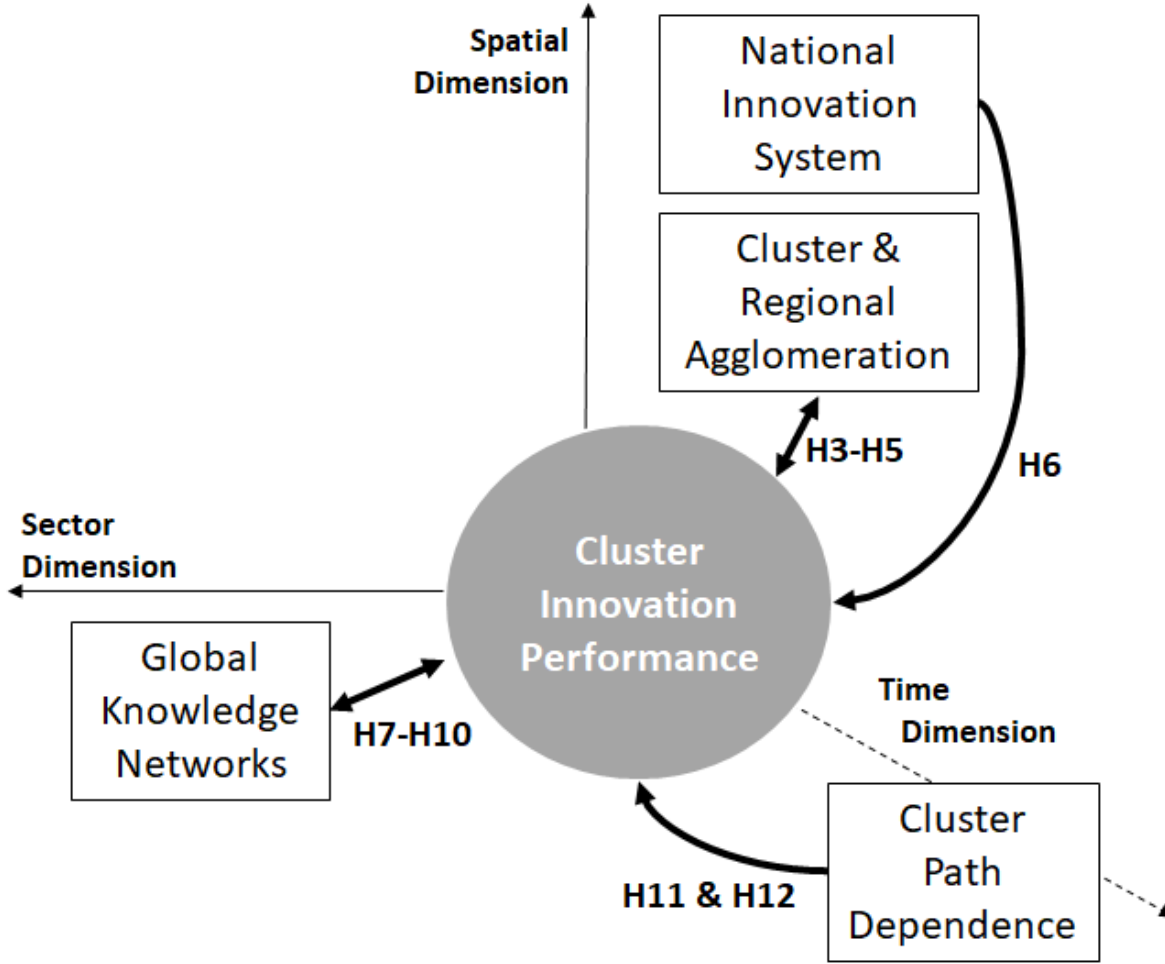 Spatial
Dimension
National
Innovation
System
Cluster &
Regional
Agglomeration
H3-H5
H6
Sector
Dimension
Cluster
Innovation
Performance
Global
Knowledge
Networks
H7-H10
Time
Dimension
Cluster
Path
Dependence
H11 & H12